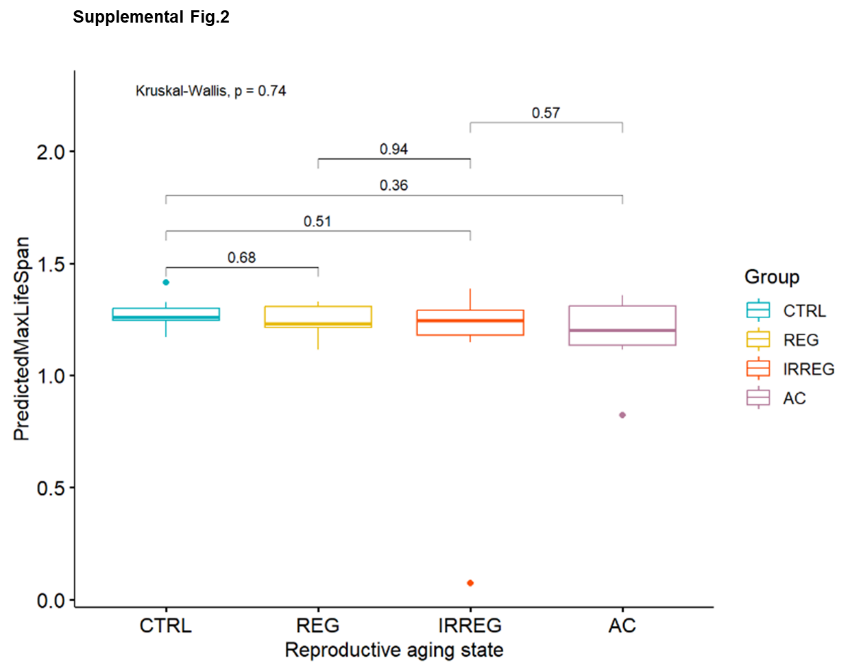 Supplemental Fig.2
Kruskal-Wallis, p = 0.74
0.57
0.94
0.36
0.51
0.68
2.0
1.5
1.0
0.5
0.0
PredictedMaxLifeSpan
CTRL
REG
IRREG
AC
Reproductive aging state
Group
CTRL
REG
IRREG
AC